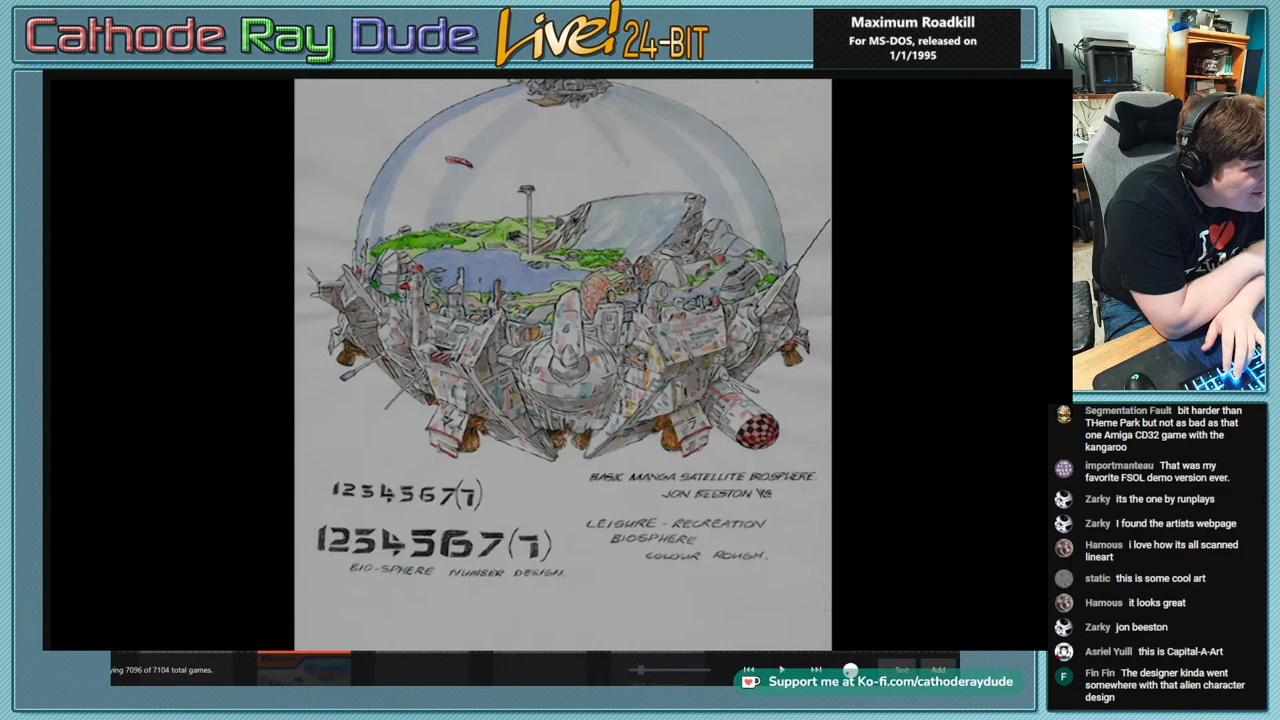 Cathode Ray Dude Live! 24-BIT
Maximum Roadkill
For MS-DOS, released on
1/1/1995
1234567(7)
1234567(7)
BIO-SPHERE NUMBER DESIGN.
BASIC MANGA SATELLITE BIOSPHERE.
JON BEESTON
LEISURE - RECREATION
BIOSPHERE
COLOUR ROUGH.
I
Segmentation Fault bit harder than
THeme Park but not as bad as that
one Amiga CD32 game with the
kangaroo
importmanteau That was my
favorite FSOL demo version ever.
Zarky its the one by runplays
Zarky I found the artists webpage
Hamous i love how its all scanned
lineart
static this is some cool art
Hamous it looks great
Zarky jon beeston
Asriel Yuill this is Capital-A-Art
F
Fin Fin The designer kinda went
somewhere with that alien character
design
ying 7096 of 7104 total games.
Text
Add
Support me at Ko-fi.com/cathoderaydude